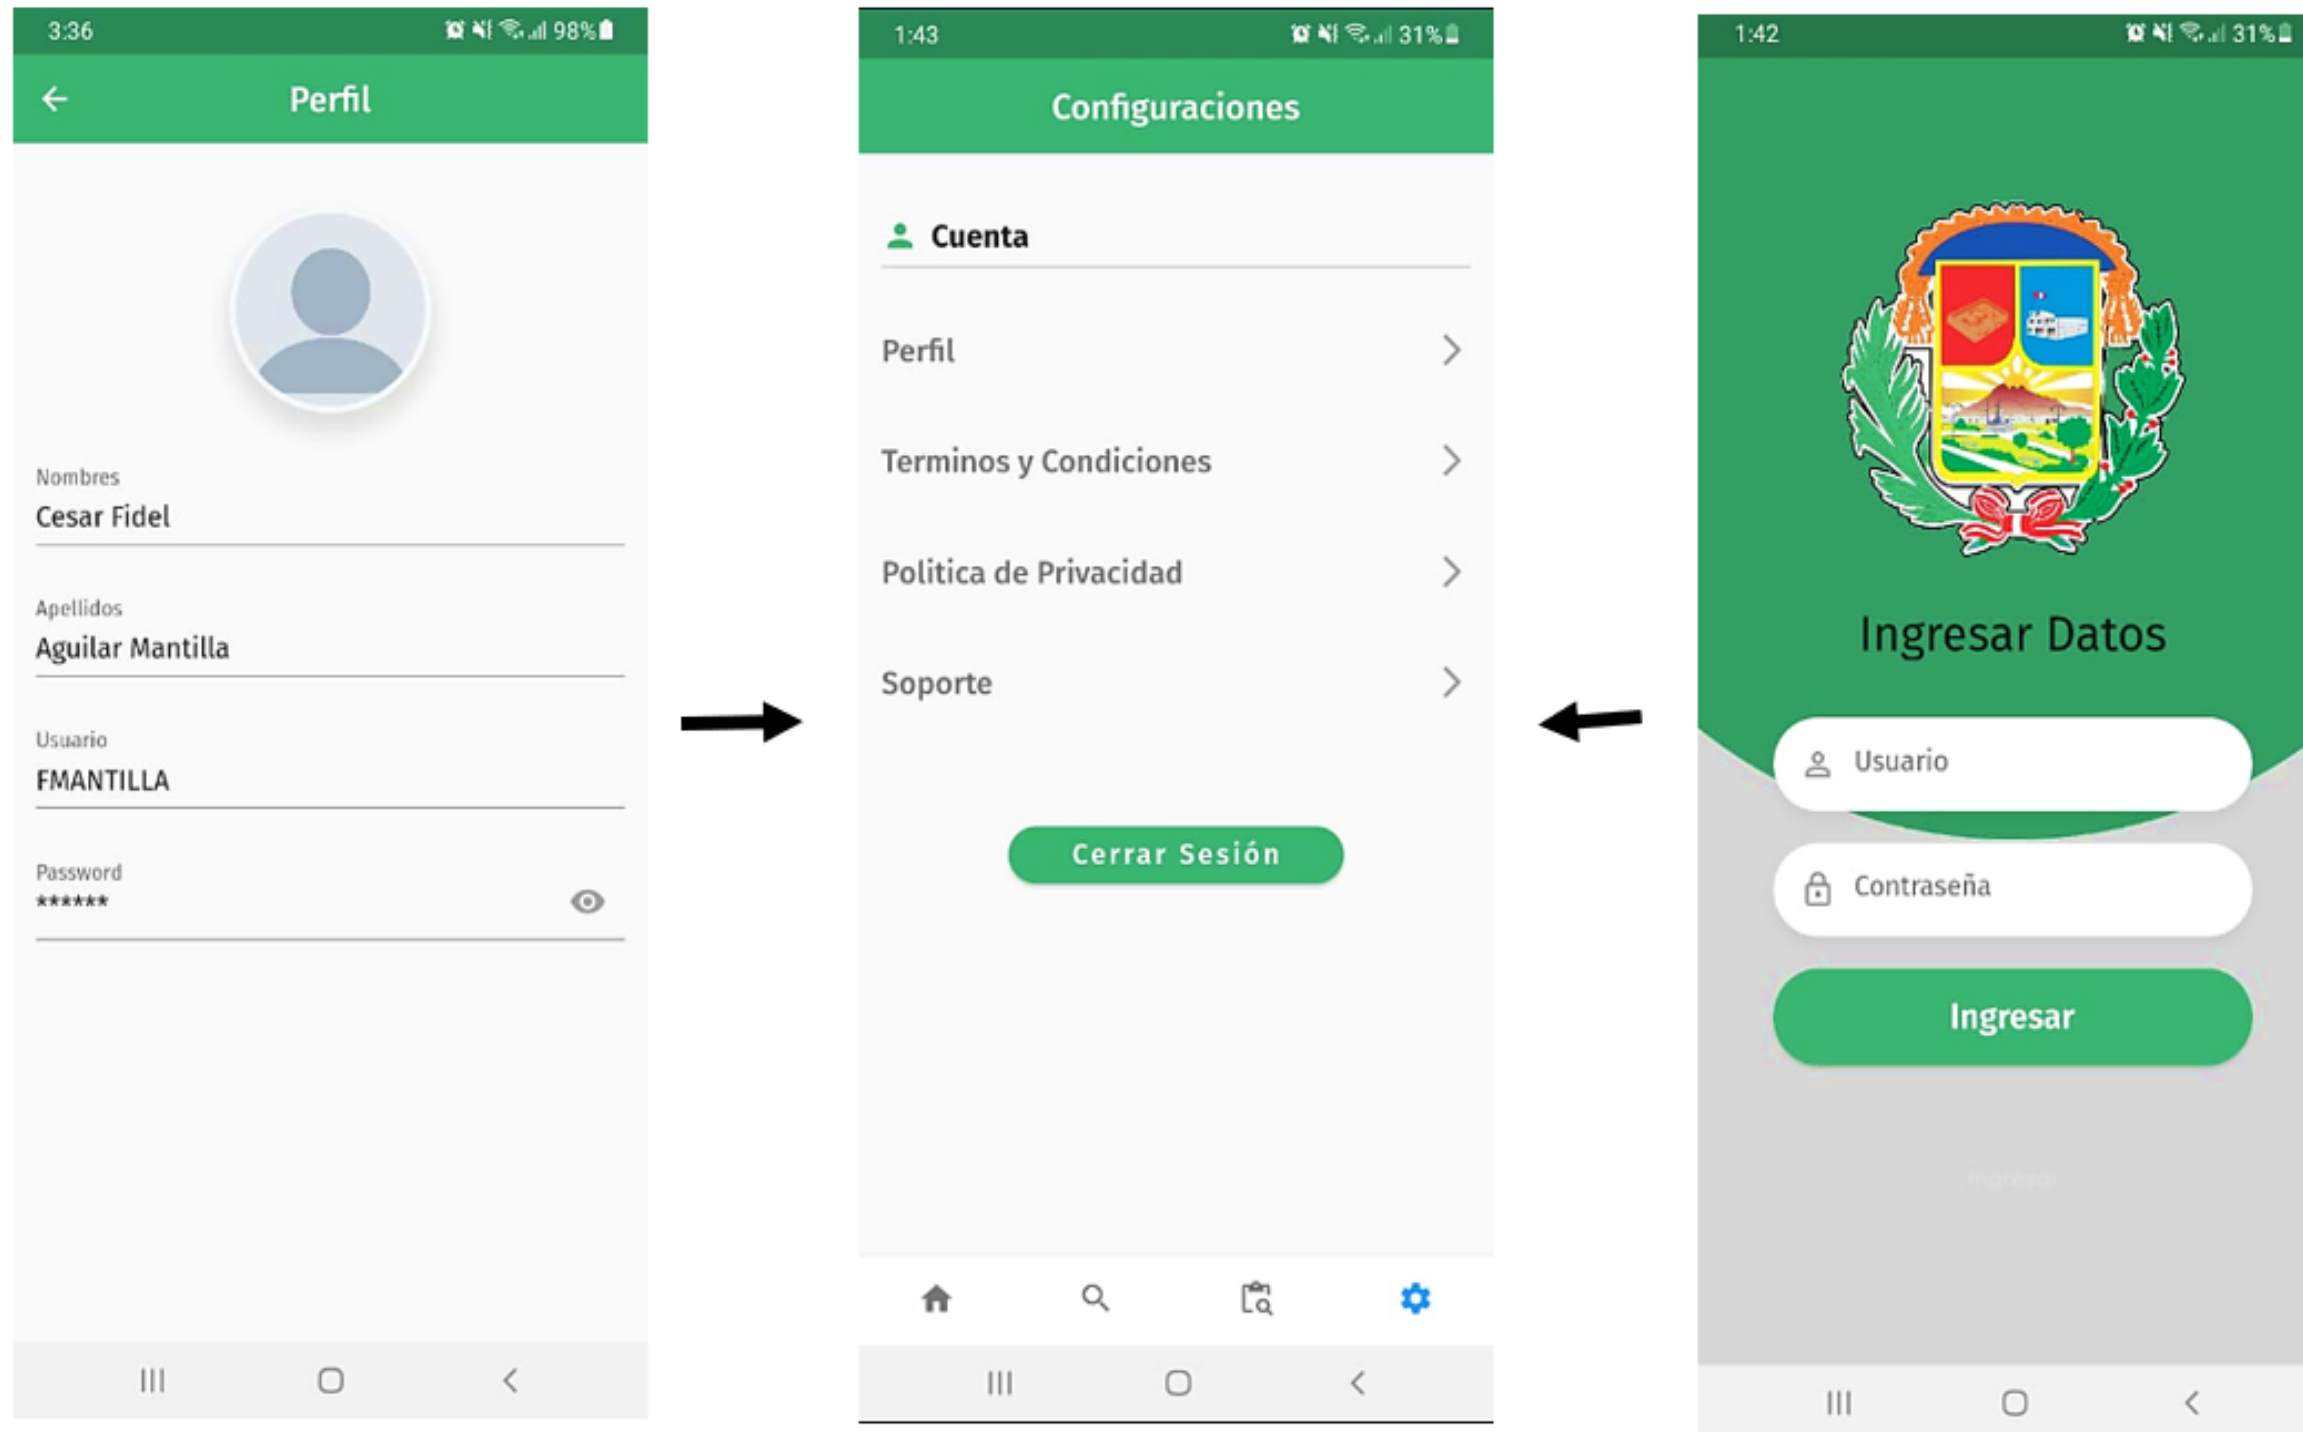 3:36
98%
Perfil
Nombres
Cesar Fidel
Apellidos
Aguilar Mantilla
Usuario
FMANTILLA
Password
******
1:43
31%
Configuraciones
Cuenta
Perfil
Terminos y Condiciones
Politica de Privacidad
Soporte
Cerrar Sesión
1:42
31%
Ingresar Datos
Usuario
Contraseña
Ingresar